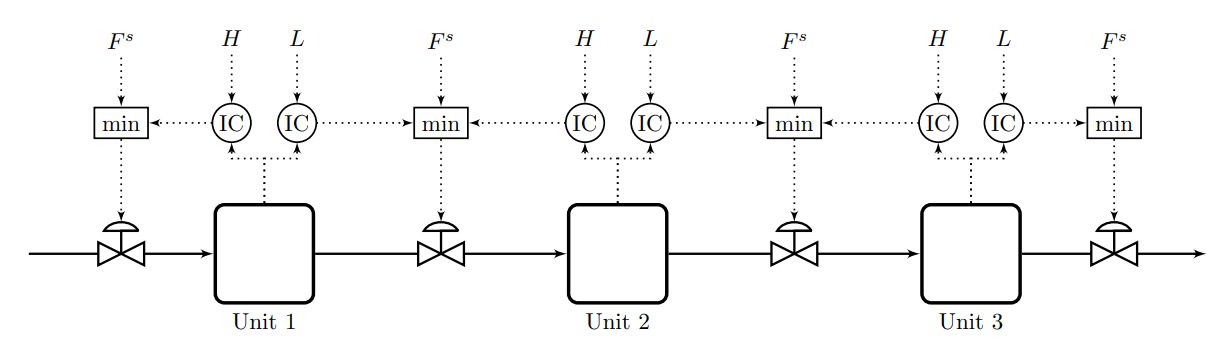 F^s H L F^s H L F^s H L F^s
min IC IC min IC IC min IC IC min
Unit 1 Unit 2 Unit 3